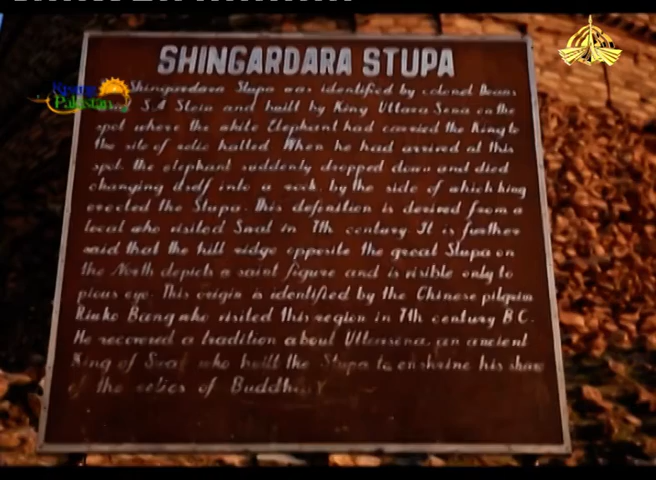 SHINGARDARA STUPA
Rising
Pakistan
Shingardara Stupa was identified by colonel Deans
S.A Stein and built by King Uttara Sena on the
spot where the white Elephant had carried the King to
the site of relic halted When he had arrived at this
spot. the elephant suddenly dropped down and died
changing itself into a rock. by the side of which king
erected the Stupa. This definition is derived from a
local who visited Swat in 7th century It is further
said that the hill ridge opposite the great Stupa on
the North depicts a saint figure and is visible only to
pious eye. This origin is identified by the Chinese pilgrim
who visited this region in 7th century B C.
He recovered a tradition about Uttarsena, an ancient
King of Swat who built the Stupa to enshrine his share
of the relics of Buddha